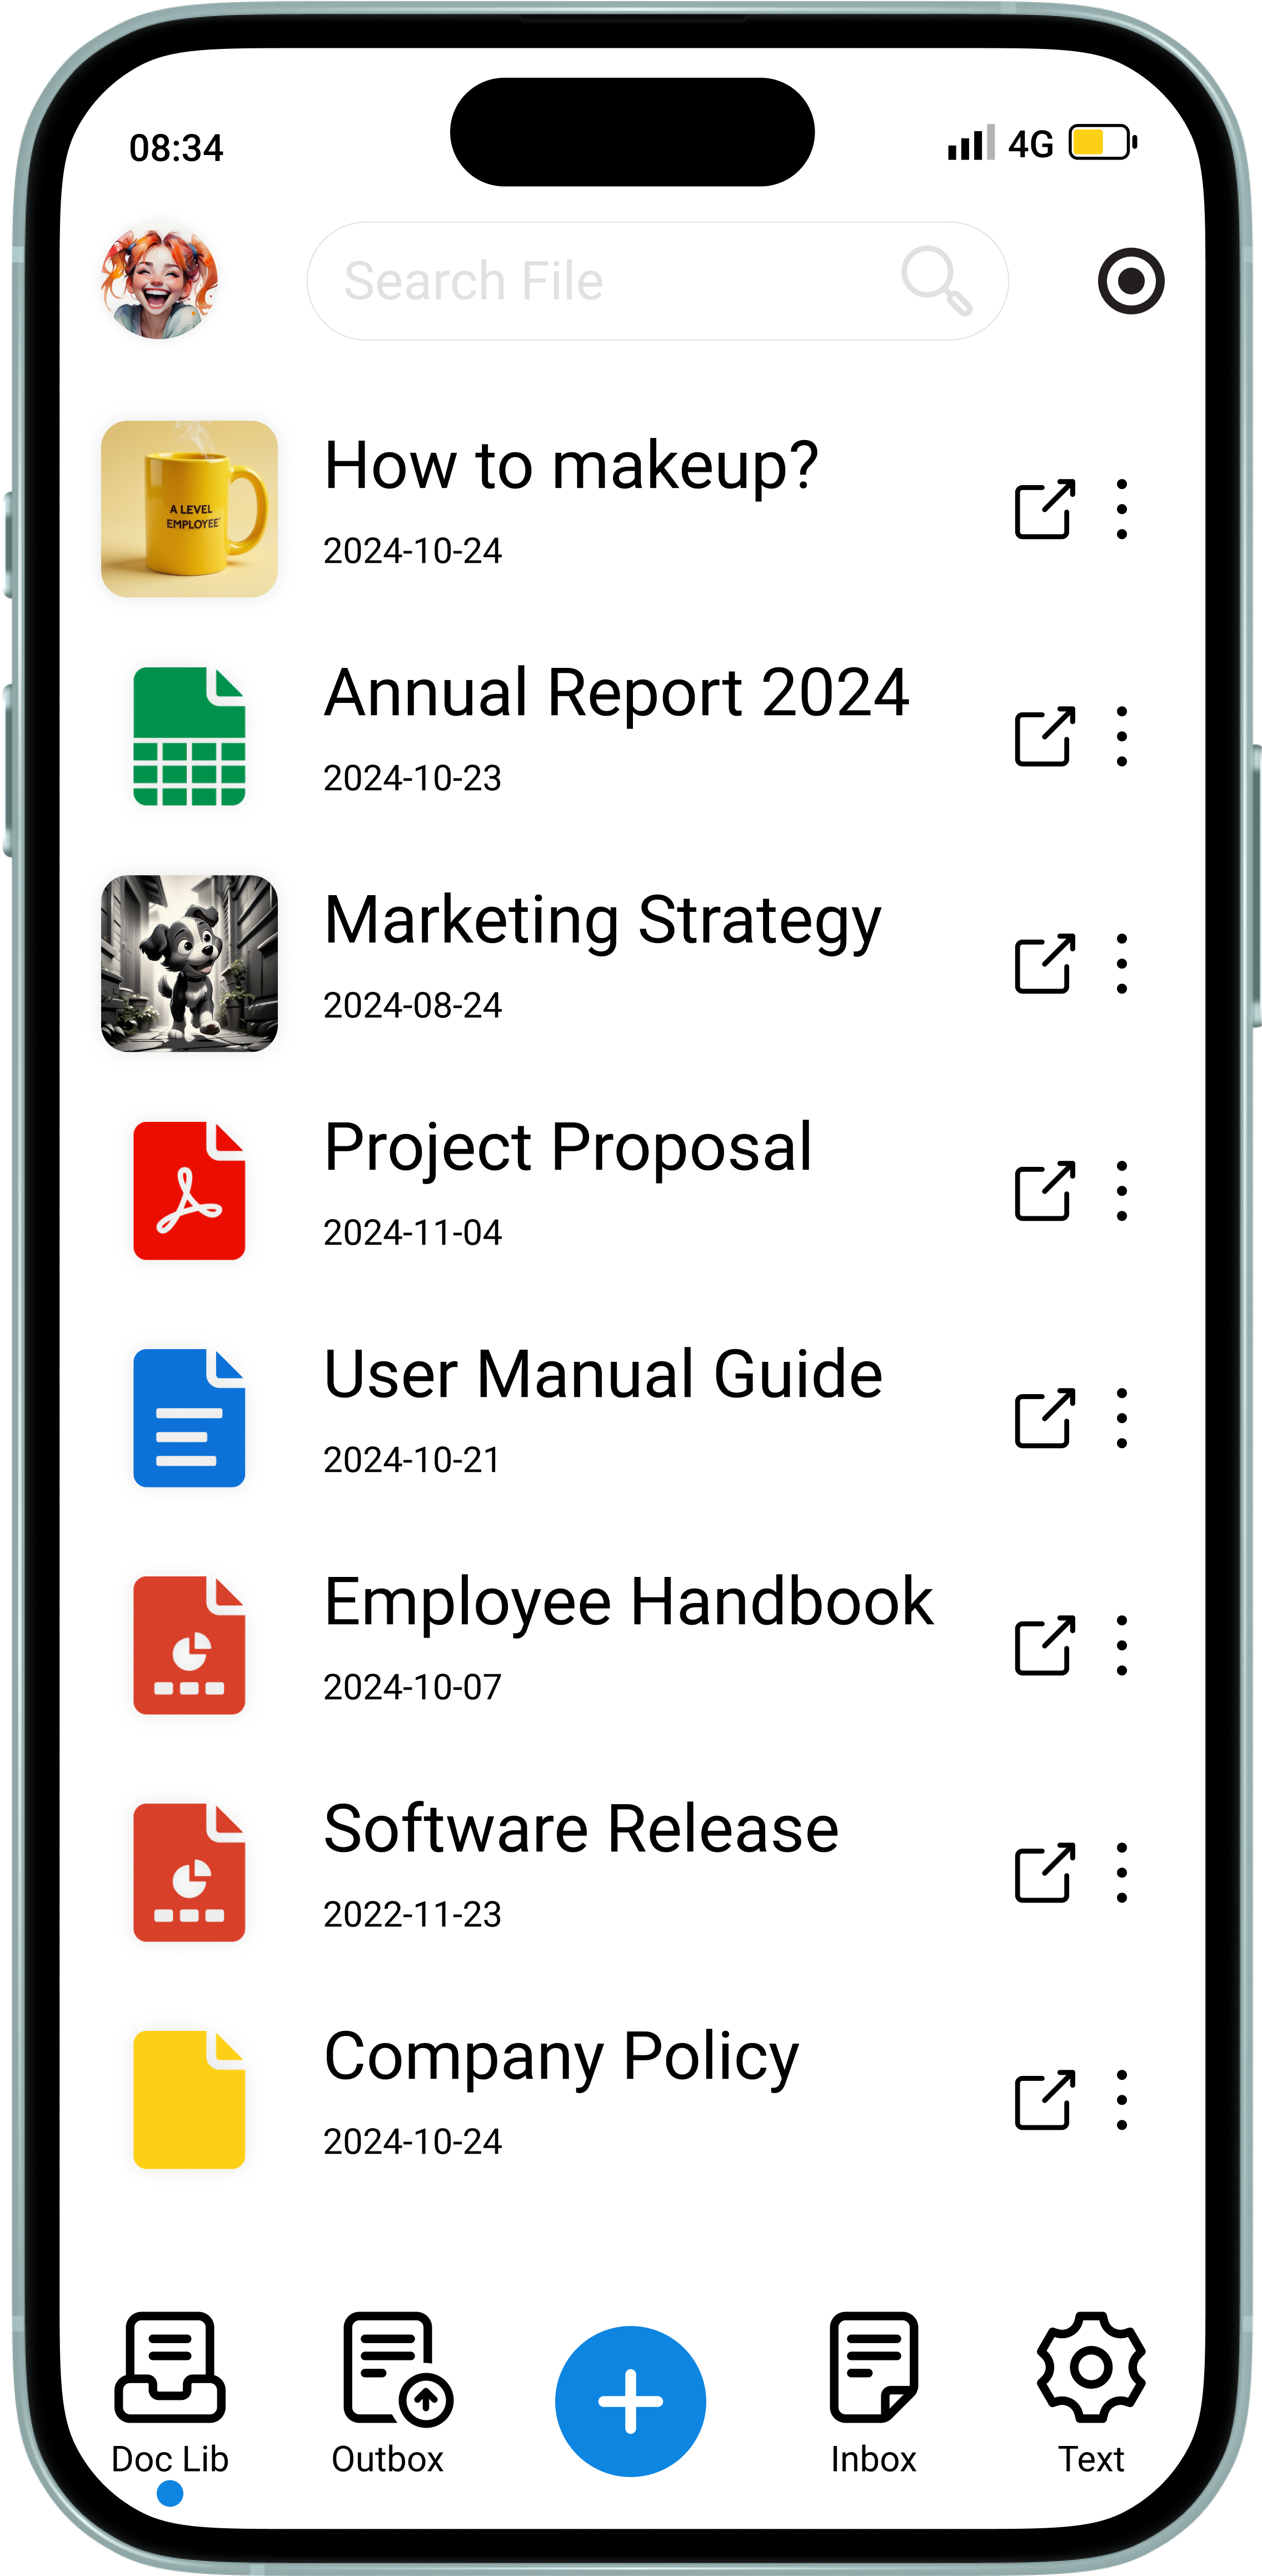 08:34
4G
Search File
A LEVEL
EMPLOYEE
How to makeup?
2024-10-24
Annual Report 2024
2024-10-23
Marketing Strategy
2024-08-24
Project Proposal
2024-11-04
User Manual Guide
2024-10-21
Employee Handbook
2024-10-07
Software Release
2022-11-23
Company Policy
2024-10-24
Doc Lib
Outbox
Inbox
Text